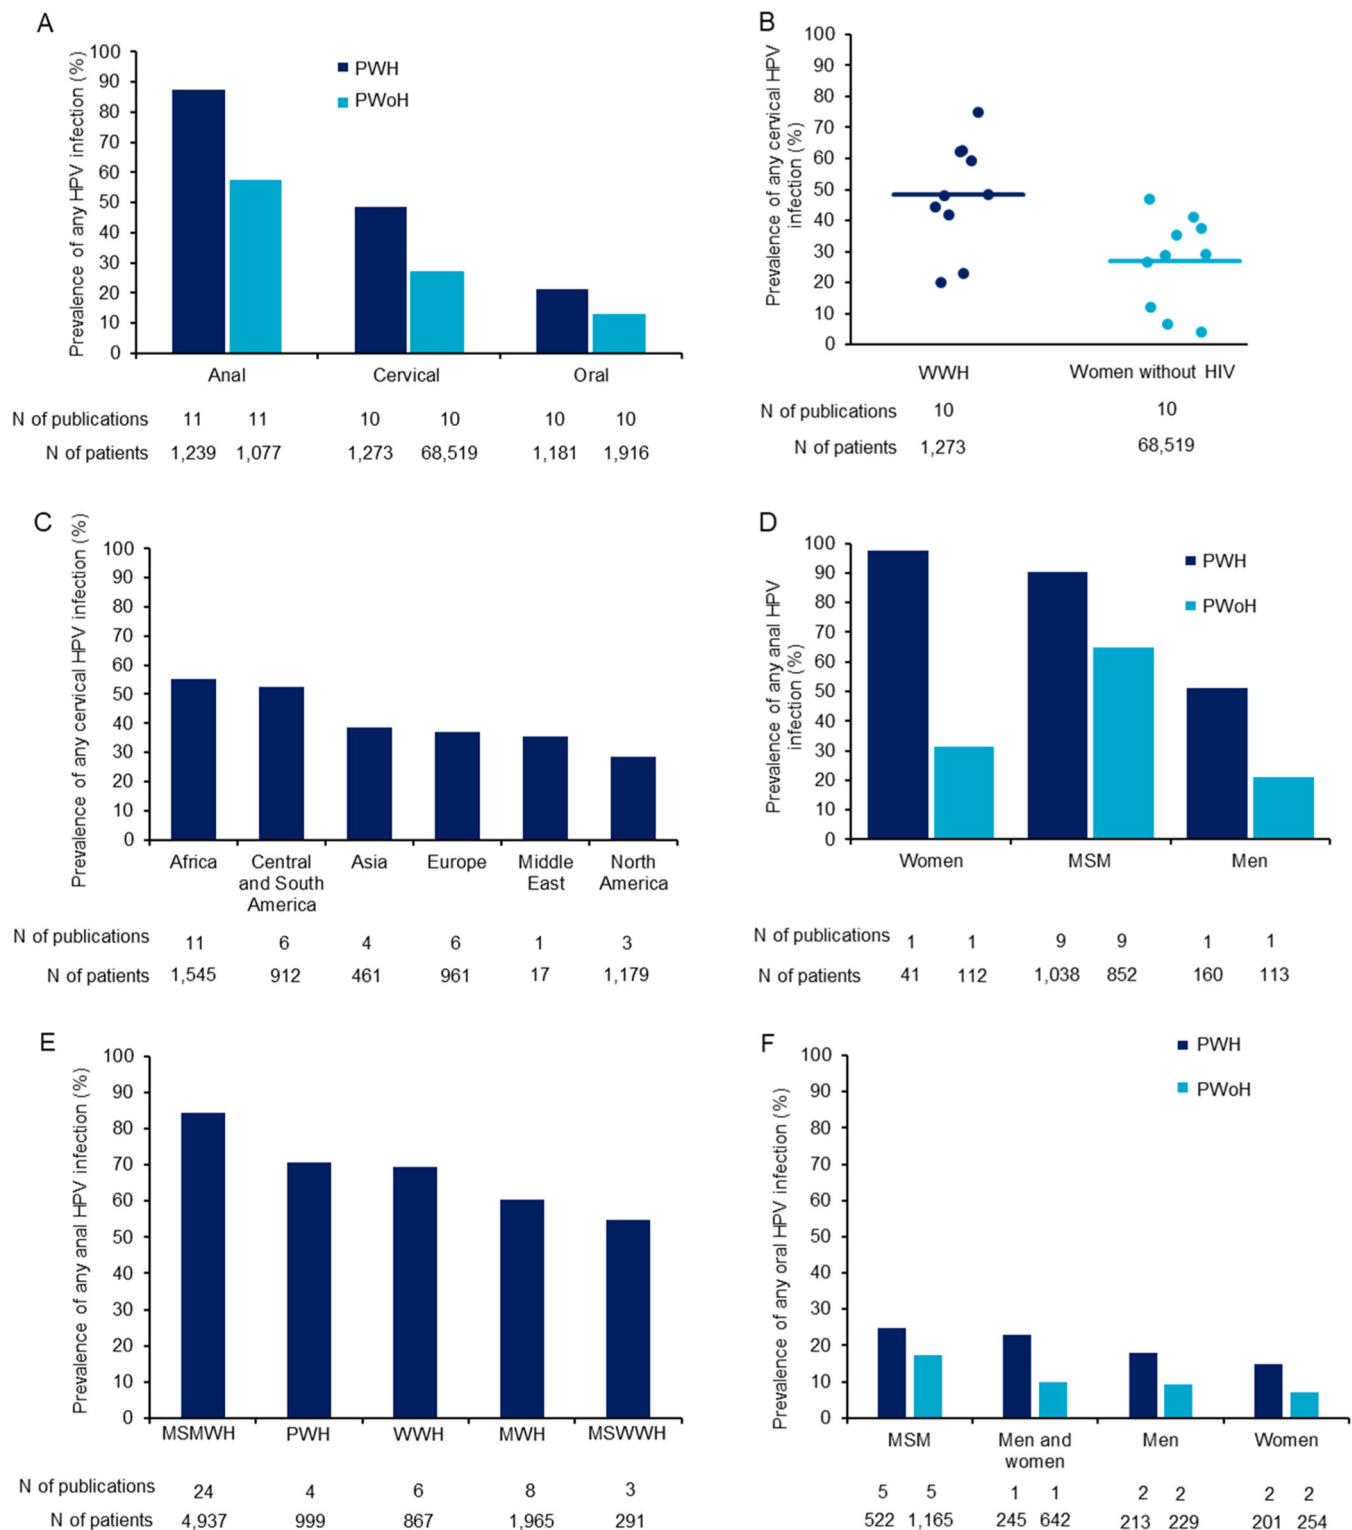 A
Prevalence of any HPV infection (%)
100
90
80
70
60
50
40
30
20
10
0
PWH
PWoH
Anal Cervical Oral
N of publications 11 11 10 10 10 10
N of patients 1,239 1,077 1,273 68,519 1,181 1,916
B
Prevalence of any cervical HPV
infection (%)
100
90
80
70
60
50
40
30
20
10
0
WWH Women without HIV
N of publications 10 10
N of patients 1,273 68,519
C
Prevalence of any cervical HPV infection (%)
100
90
80
70
60
50
40
30
20
10
0
Africa Central Asia Europe Middle North
and South East America
America
N of publications 11 6 4 6 1 3
N of patients 1,545 912 461 961 17 1,179
D
Prevalence of any anal HPV
infection (%)
100
90
80
70
60
50
40
30
20
10
0
PWH
PWoH
Women MSM Men
N of publications 1 1 9 9 1 1
N of patients 41 112 1,038 852 160 113
E
Prevalence of any anal HPV infection (%)
100
90
80
70
60
50
40
30
20
10
0
MSMWH PWH WWH MWH MSWWH
N of publications 24 4 6 8 3
N of patients 4,937 999 867 1,965 291
F
Prevalence of any oral HPV infection (%)
100
90
80
70
60
50
40
30
20
10
0
PWH
PWoH
MSM Men and Men Women
women
5 5 1 1 2 2 2 2
522 1,165 245 642 213 229 201 254